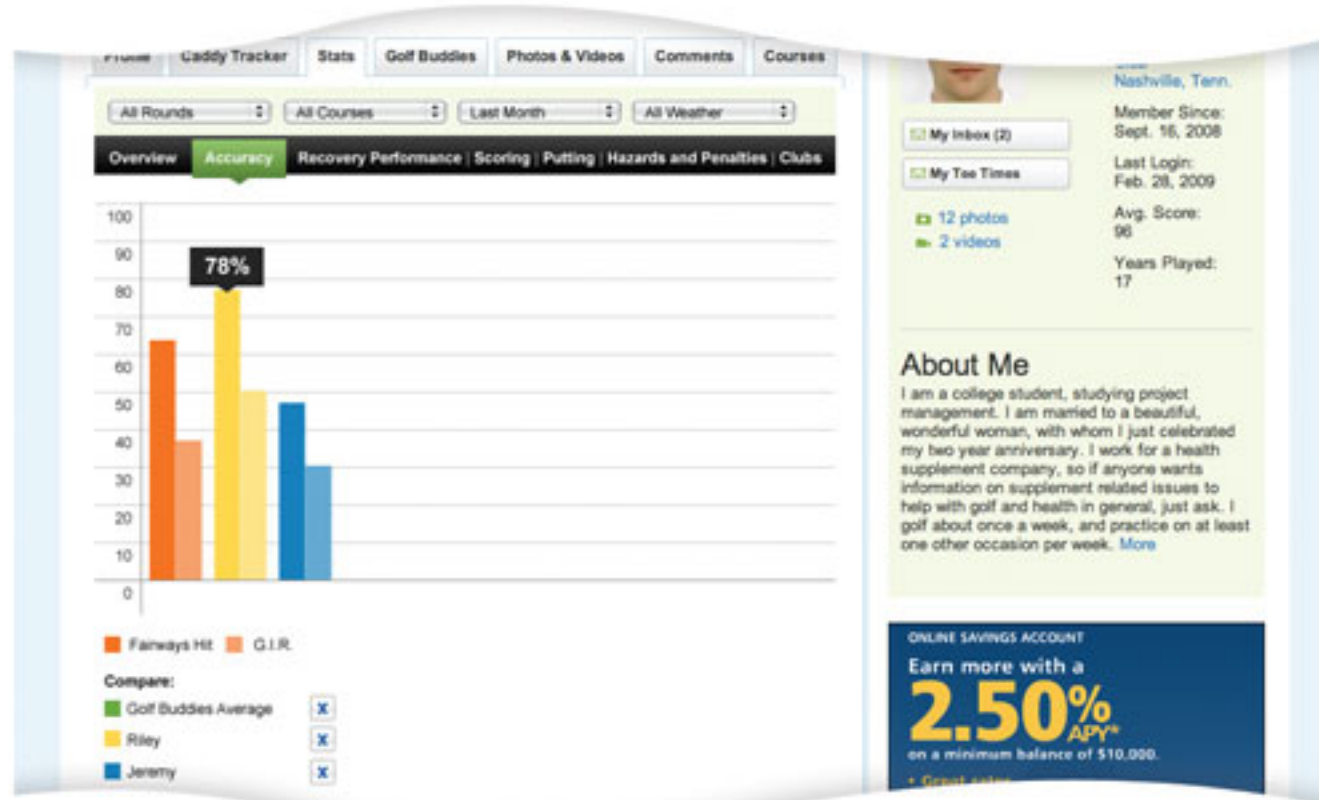 Profile Caddy Tracker Stats Golf Buddies Photos & Videos Comments Courses
All Rounds All Courses Last Month All Weather
Overview Accuracy Recovery Performance | Scoring | Putting | Hazards and Penalties | Clubs
100
90
80
70
60
50
40
30
20
10
0
78%
Fairways Hit G.I.R.
Compare:
Golf Buddies Average X
Riley X
Jeremy X
Nashville, Tenn.
My Inbox (2)
My Tee Times
12 photos
2 videos
Member Since:
Sept. 16, 2008
Last Login:
Feb. 28, 2009
Avg. Score:
96
Years Played:
17
About Me
I am a college student, studying project
management. I am married to a beautiful,
wonderful woman, with whom I just celebrated
my two year anniversary. I work for a health
supplement company, so if anyone wants
information on supplement related issues to
help with golf and health in general, just ask. I
golf about once a week, and practice on at least
one other occasion per week. More
ONLINE SAVINGS ACCOUNT
Earn more with a
2.50% APY*
on a minimum balance of $10,000.
• Great